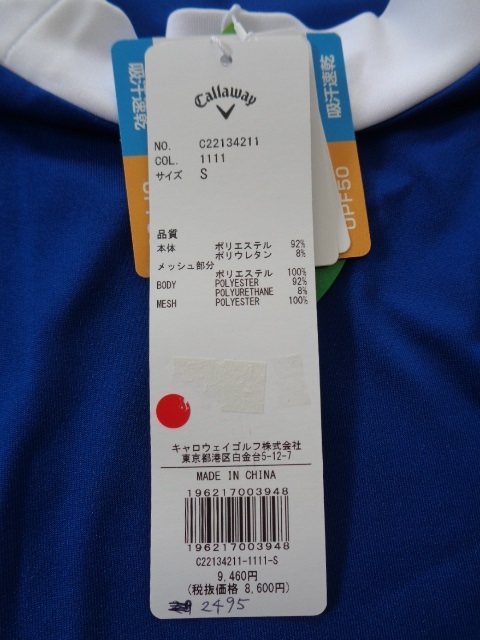 吸汗速乾
吸汗速乾
UPF50
Callaway
NO. C22134211
COL. 1111
サイズ S
品質
本体 ポリエステル 92%
ポリウレタン 8%
メッシュ部分
ポリエステル 100%
BODY POLYESTER 92%
POLYURETHANE 8%
MESH POLYESTER 100%
キャロウェイゴルフ株式会社
東京都港区白金台5-12-7
MADE IN CHINA
196217003948
196217003948
C22134211-1111-S
9,460円
(税抜価格 8,600円)
2495